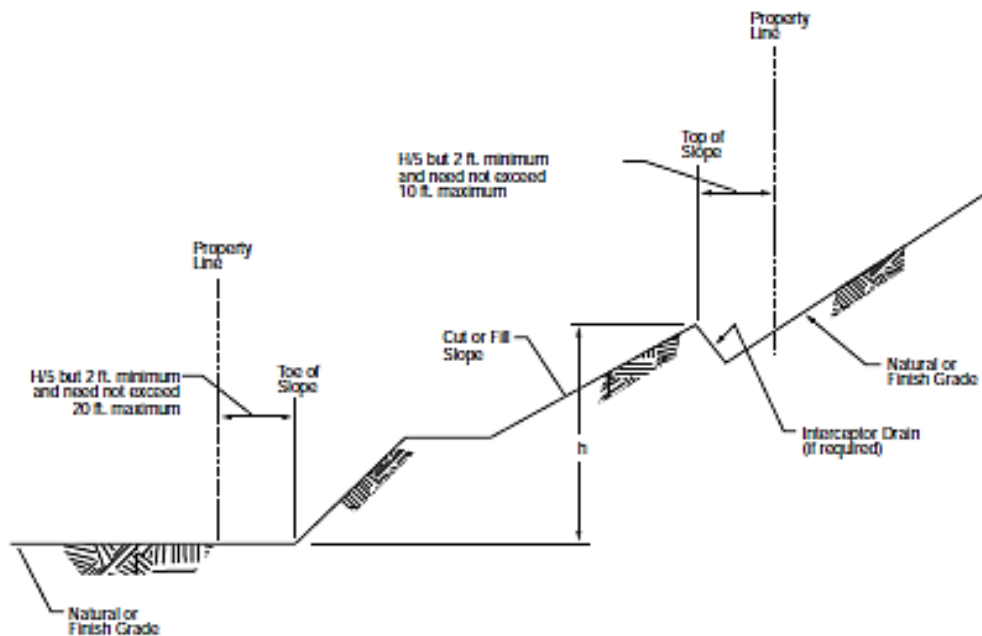 Property
Line
Top of
Slope
H/5 but 2 ft. minimum
and need not exceed
10 ft. maximum
Property
Line
Cut or Fill
Slope
Natural or
Finish Grade
H/5 but 2 ft. minimum
and need not exceed
20 ft. maximum
Toe of
Slope
Interceptor Drain
(if required)
h
Natural or
Finish Grade